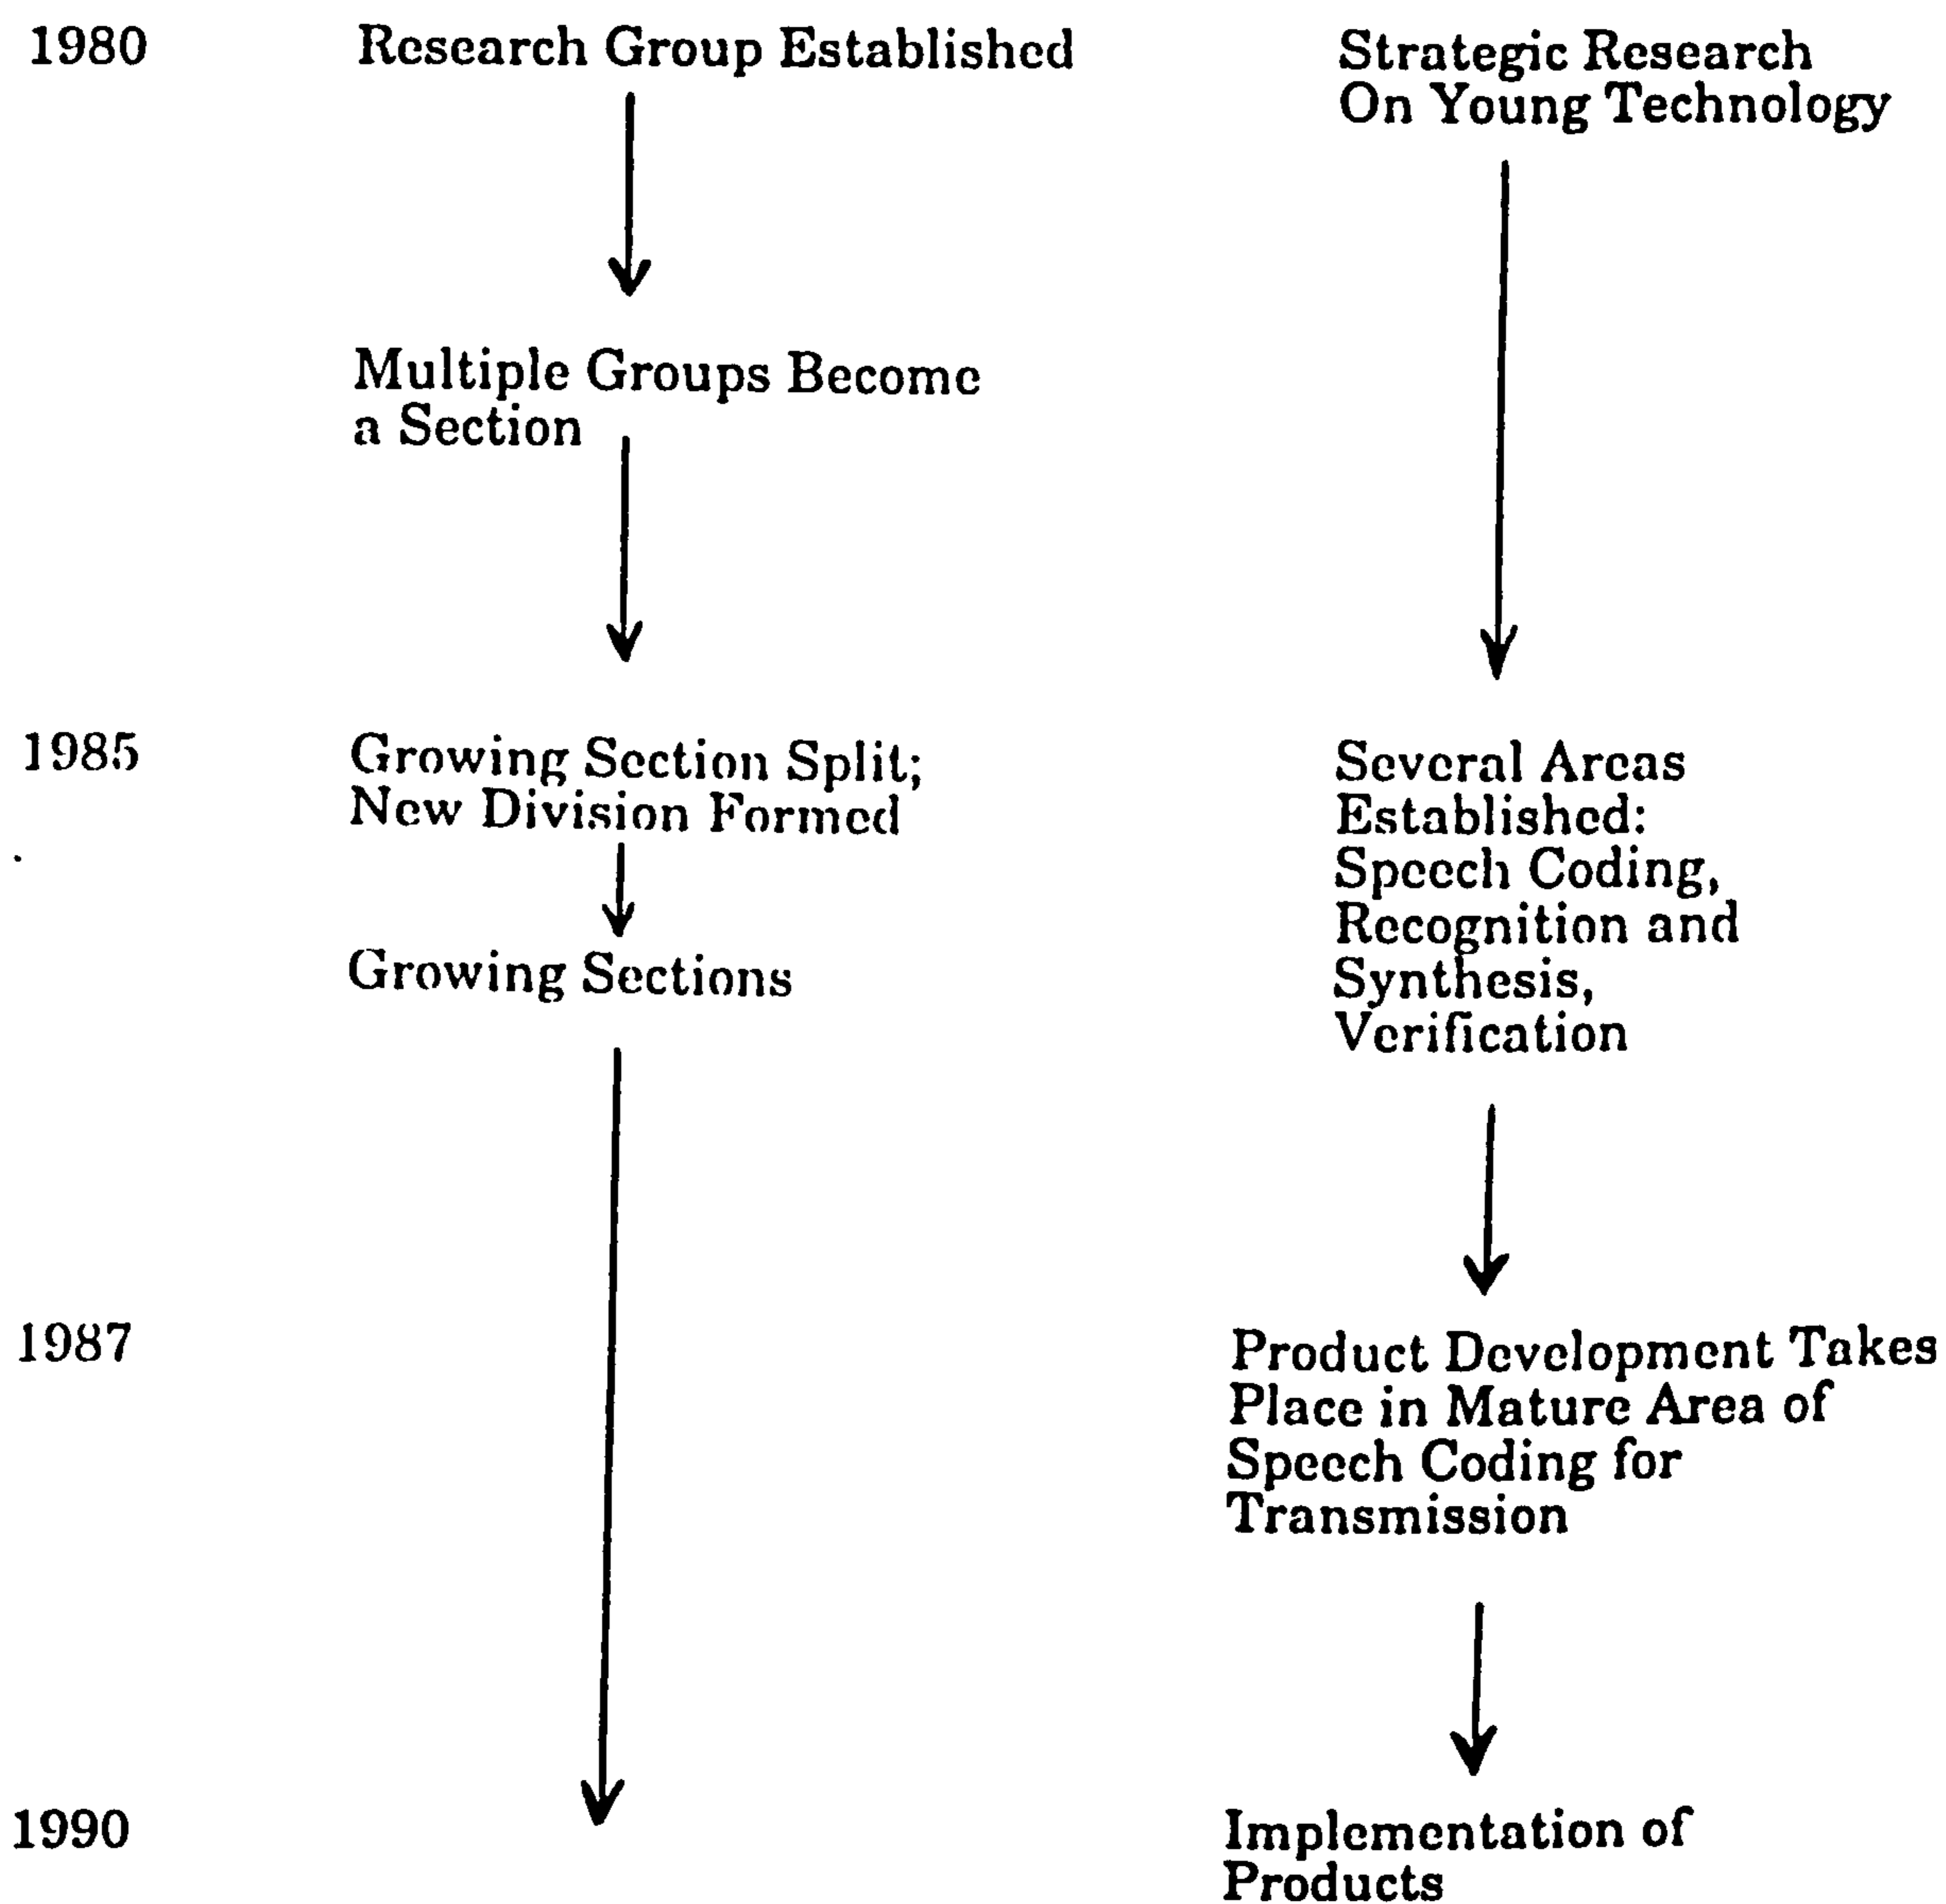 1980
Research Group Established
Strategic Research
On Young Technology
Multiple Groups Become
a Section
1985
Growing Section Split;
New Division Formed
Several Areas
Established:
Speech Coding,
Recognition and
Synthesis,
Verification
Growing Sections
1987
Product Development Takes
Place in Mature Area of
Speech Coding for
Transmission
1990
Implementation of
Products